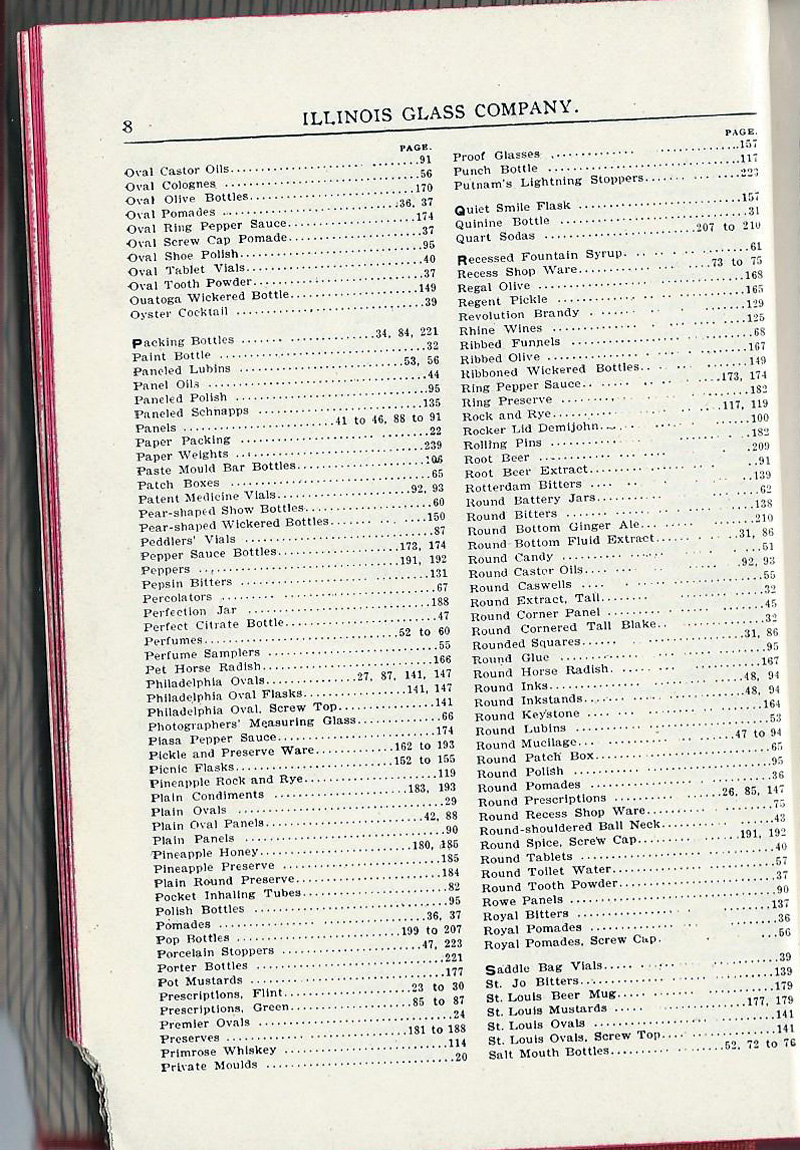 8
ILLINOIS GLASS COMPANY.
PAGE.
Oval Castor Oils.....91
Oval Colognes .....56
Oval Olive Bottles.....170
Oval Pomades .....36, 37
Oval Ring Pepper Sauce.....174
Oval Screw Cap Pomade.....37
Oval Shoe Polish.....95
Oval Tablet Vials.....40
Oval Tooth Powder.....37
Ouatoga Wickered Bottle.....149
Oyster Cocktail .....39
Packing Bottles .....34, 84, 221
Paint Bottle .....32
Paneled Lubins .....53, 56
Panel Oils .....44
Paneled Polish .....95
Paneled Schnapps .....135
Panels .....41 to 46, 88 to 91
Paper Packing .....22
Paper Weights .....239
Paste Mould Bar Bottles.....106
Patch Boxes .....65
Patent Medicine Vials.....92, 93
Pear-shaped Show Bottles.....60
Pear-shaped Wickered Bottles.....150
Peddlers' Vials .....87
Pepper Sauce Bottles.....173, 174
Peppers .....191, 192
Pepsin Bitters .....131
Percolators .....67
Perfection Jar .....188
Perfect Citrate Bottle.....47
Perfumes.....52 to 60
Perfume Samplers .....55
Pet Horse Radish.....166
Philadelphia Ovals.....27, 87, 141, 147
Philadelphia Oval Flasks.....141, 147
Philadelphia Oval, Screw Top.....141
Photographers' Measuring Glass.....66
Piasa Pepper Sauce.....174
Pickle and Preserve Ware.....162 to 193
Picnic Flasks.....152 to 155
Pineapple Rock and Rye.....119
Plain Condiments .....183, 193
Plain Ovals .....29
Plain Oval Panels.....42, 88
Plain Panels .....90
Pineapple Honey.....180, 185
Pineapple Preserve .....185
Plain Round Preserve.....184
Pocket Inhaling Tubes.....82
Polish Bottles .....95
Pomades .....36, 37
Pop Bottles .....199 to 207
Porcelain Stoppers .....47, 223
Porter Bottles .....221
Pot Mustards .....177
Prescriptions, Flint.....23 to 30
Prescriptions, Green.....85 to 87
Premier Ovals .....24
Preserves .....181 to 188
Primrose Whiskey .....114
Private Moulds .....20
PAGE.
Proof Glasses .....157
Punch Bottle .....117
Putnam's Lightning Stoppers.....223
Quiet Smile Flask .....157
Quinine Bottle .....31
Quart Sodas .....207 to 210
Recessed Fountain Syrup.....61
Recess Shop Ware.....73 to 75
Regal Olive .....168
Regent Pickle .....165
Revolution Brandy .....129
Rhine Wines .....125
Ribbed Funnels .....68
Ribbed Olive .....167
Ribboned Wickered Bottles.....149
Ring Pepper Sauce.....173, 174
Ring Preserve .....182
Rock and Rye.....117, 119
Rocker Lid Demijohn.....100
Rolling Pins .....182
Root Beer .....209
Root Beer Extract.....91
Rotterdam Bitters .....139
Round Battery Jars.....62
Round Bitters .....138
Round Bottom Ginger Ale.....210
Round Bottom Fluid Extract.....31, 86
Round Candy .....51
Round Castor Oils.....92, 93
Round Caswells .....55
Round Extract, Tall.....32
Round Corner Panel .....45
Round Cornered Tall Blake.....32
Rounded Squares.....31, 86
Round Glue .....95
Round Horse Radish.....167
Round Inks.....48, 94
Round Inkstands.....48, 94
Round Keystone .....164
Round Lubins .....53
Round Mucilage.....47 to 94
Round Patch Box.....65
Round Polish .....95
Round Pomades .....36
Round Prescriptions .....26, 85, 147
Round Recess Shop Ware.....75
Round-shouldered Ball Neck.....43
Round Spice, Screw Cap.....191, 192
Round Tablets .....40
Round Toilet Water.....57
Round Tooth Powder.....37
Rowe Panels .....90
Royal Bitters .....137
Royal Pomades .....36
Royal Pomades, Screw Cap.....56
Saddle Bag Vials.....39
St. Jo Bitters.....139
St. Louis Beer Mug.....179
St. Louis Mustards .....177, 179
St. Louis Ovals .....141
St. Louis Ovals, Screw Top.....141
Salt Mouth Bottles.....52, 72 to 76